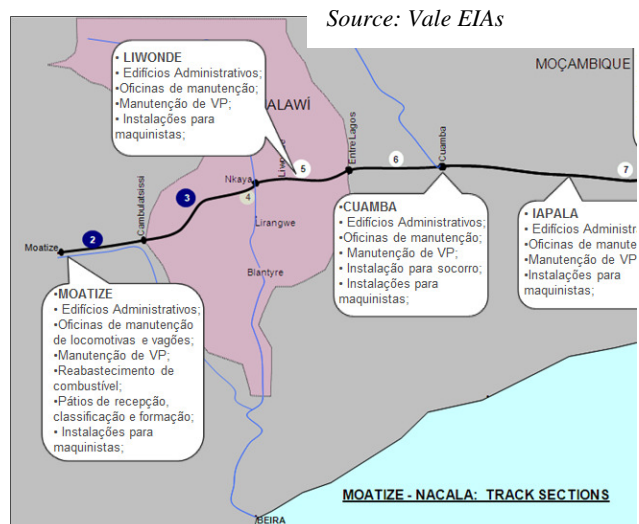 Source: Vale EIAs
MOÇAMBIQUE
• LIWONDE
• Edifícios Administrativos;
•Oficinas de manutenção;
•Manutenção de VP;
• Instalações para
maquinistas;
ALAWÍ
EntreLagos
Cuamba
6
7
5
Nkaya
4
3
Cambulatsissi
2
Moatize
Lirangwe
Blantyre
•CUAMBA
• Edifícios Administrativos;
•Oficinas de manutenção;
• Manutenção de VP;
• Instalação para socorro;
• Instalações para
maquinistas;
• IAPALA
• Edifícios Administra
•Oficinas de manute
•Manutenção de VP
•Instalações para
maquinistas;
•MOATIZE
• Edifícios Administrativos;
•Oficinas de manutenção
de locomotivas e vagões;
•Manutenção de VP;
•Reabastecimento de
combustível;
•Pátios de recepção,
classificação e formação;
• Instalações para
maquinistas;
MOATIZE - NACALA: TRACK SECTIONS
BEIRA